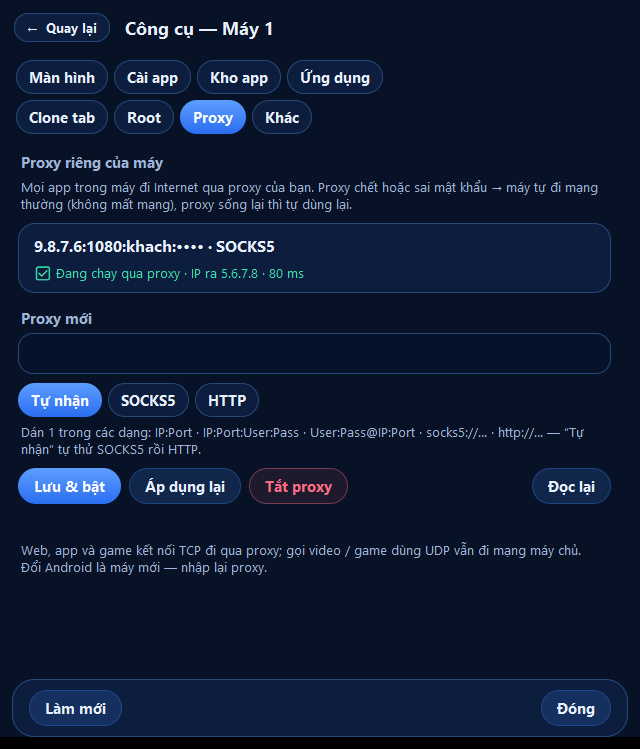 ← Quay lại
Công cụ — Máy 1
Màn hình
Cài app
Kho app
Ứng dụng
Clone tab
Root
Proxy
Khác
Proxy riêng của máy
Mọi app trong máy đi Internet qua proxy của bạn. Proxy chết hoặc sai mật khẩu → máy tự đi mạng
thường (không mất mạng), proxy sống lại thì tự dùng lại.
9.8.7.6:1080:khach:•••• · SOCKS5
Đang chạy qua proxy · IP ra 5.6.7.8 · 80 ms
Proxy mới
Tự nhận
SOCKS5
HTTP
Dán 1 trong các dạng: IP:Port · IP:Port:User:Pass · User:Pass@IP:Port · socks5://... · http://... — “Tự
nhận” tự thử SOCKS5 rồi HTTP.
Lưu & bật
Áp dụng lại
Tắt proxy
Đọc lại
Web, app và game kết nối TCP đi qua proxy; gọi video / game dùng UDP vẫn đi mạng máy chủ.
Đổi Android là máy mới — nhập lại proxy.
Làm mới
Đóng